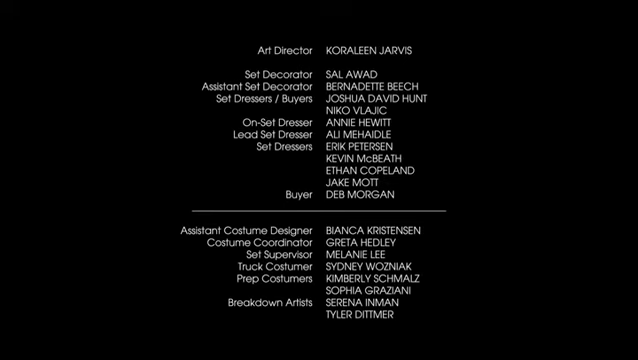 Art Director KORALEEN JARVIS
Set Decorator SAL AWAD
Assistant Set Decorator BERNADETTE BEECH
Set Dressers / Buyers JOSHUA DAVID HUNT
NIKO VLAJIC
On-Set Dresser ANNIE HEWITT
Lead Set Dresser ALI MEHAIDLE
Set Dressers ERIK PETERSEN
KEVIN McBEATH
ETHAN COPELAND
JAKE MOTT
Buyer DEB MORGAN
Assistant Costume Designer BIANCA KRISTENSEN
Costume Coordinator GRETA HEDLEY
Set Supervisor MELANIE LEE
Truck Costumer SYDNEY WOZNIAK
Prep Costumers KIMBERLY SCHMALZ
SOPHIA GRAZIANI
Breakdown Artists SERENA INMAN
TYLER DITTMER